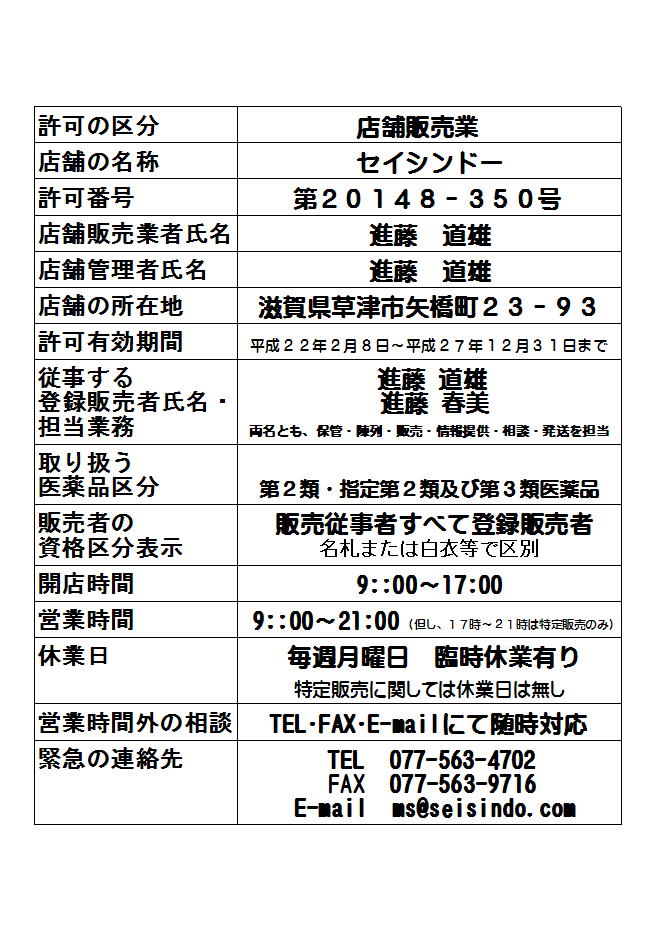 許可の区分 店舗販売業
店舗の名称 セイシンドー
許可番号 第20148-350号
店舗販売業者氏名 進藤　道雄
店舗管理者氏名 進藤　道雄
店舗の所在地 滋賀県草津市矢橋町23-93
許可有効期間 平成22年2月8日～平成27年12月31日まで
従事する
登録販売者氏名・
担当業務
進藤 道雄
進藤 春美
両名とも、保管・陳列・販売・情報提供・相談・発送を担当
取り扱う
医薬品区分
第2類・指定第2類及び第3類医薬品
販売者の
資格区分表示
販売従事者すべて登録販売者
名札または白衣等で区別
開店時間 9::00～17:00
営業時間 9::00～21:00 (但し、17時～21時は特定販売のみ)
休業日 毎週月曜日　臨時休業有り
特定販売に関しては休業日は無し
営業時間外の相談 TEL･FAX･E-mailにて随時対応
緊急の連絡先 TEL 077-563-4702
FAX 077-563-9716
E-mail ms@seisindo.com